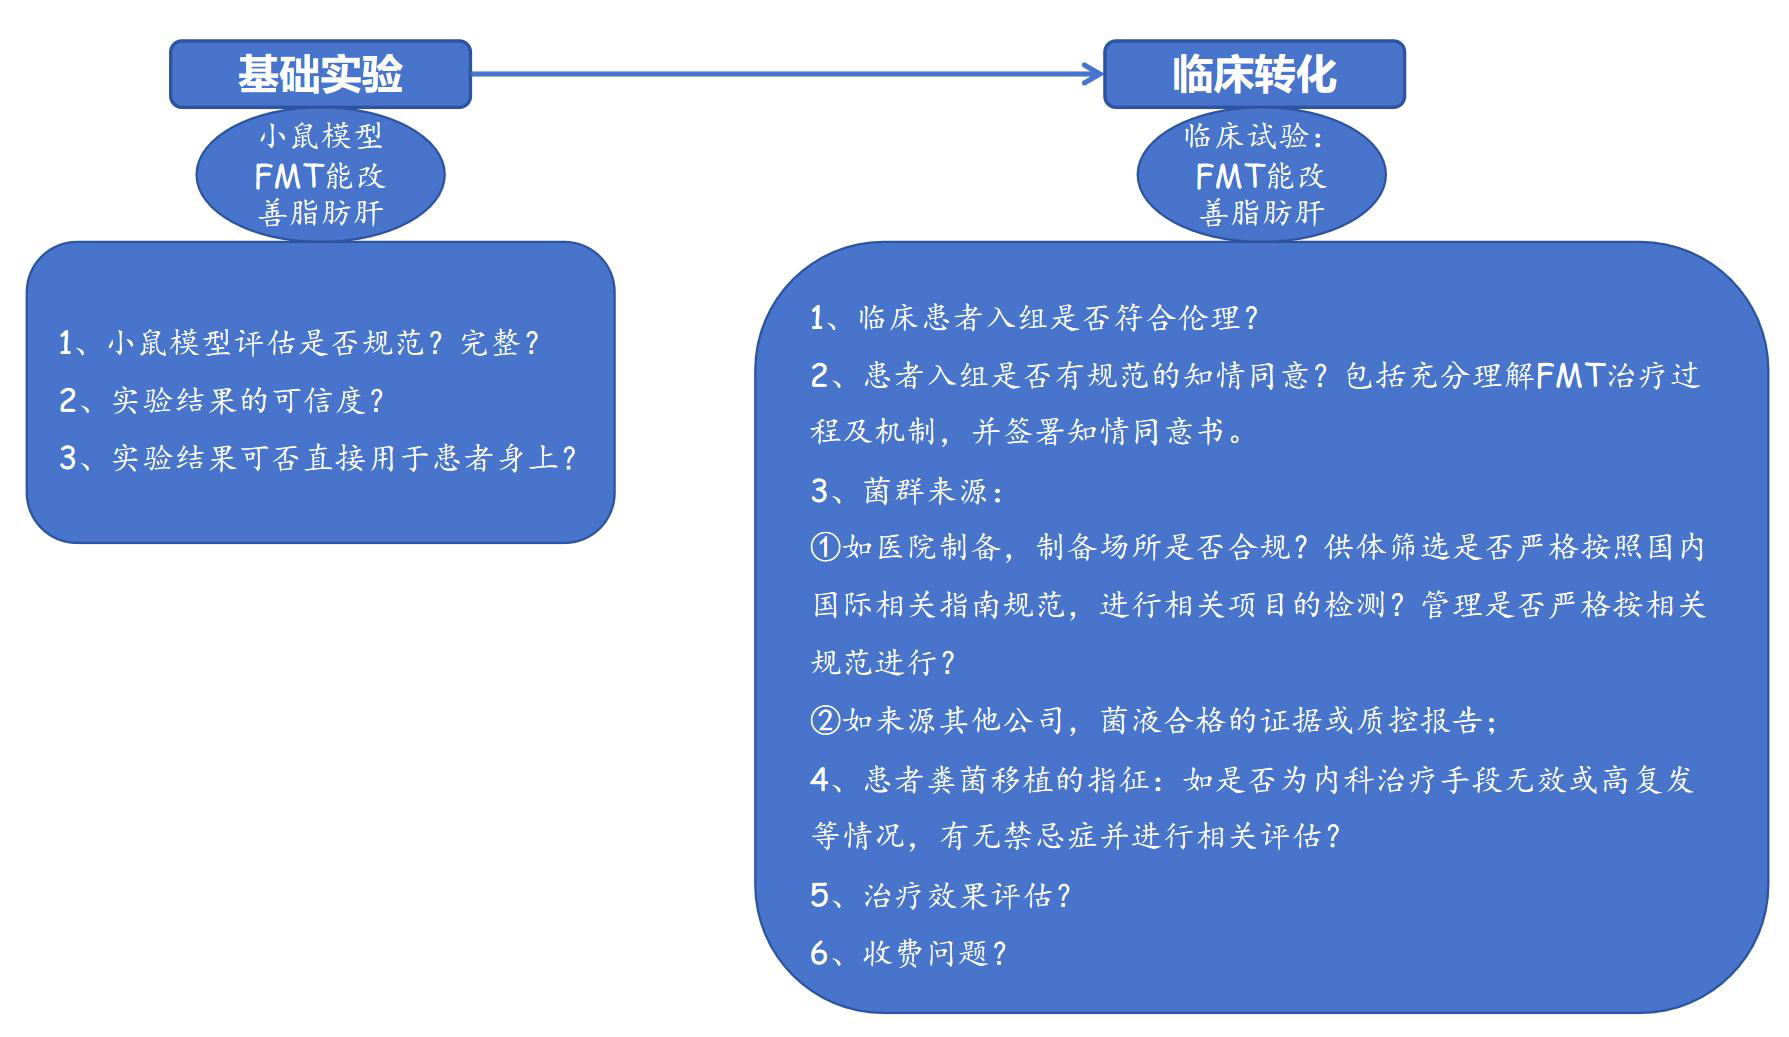 基础实验
小鼠模型
FMT能改
善脂肪肝
1、小鼠模型评估是否规范？完整？
2、实验结果的可信度？
3、实验结果可否直接用于患者身上？
临床转化
临床试验：
FMT能改
善脂肪肝
1、临床患者入组是否符合伦理？
2、患者入组是否有规范的知情同意？包括充分理解FMT治疗过
程及机制，并签署知情同意书。
3、菌群来源：
①如医院制备，制备场所是否合规？供体筛选是否严格按照国内
国际相关指南规范，进行相关项目的检测？管理是否严格按相关
规范进行？
②如来源其他公司，菌液合格的证据或质控报告；
4、患者粪菌移植的指征：如是否为内科治疗手段无效或高复发
等情况，有无禁忌症并进行相关评估？
5、治疗效果评估？
6、收费问题？